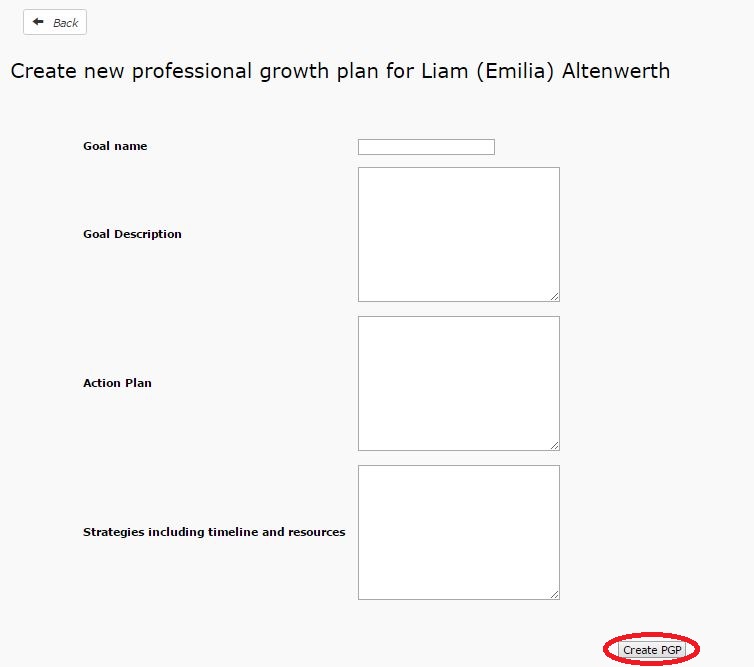 Back
Create new professional growth plan for Liam (Emilia) Altenwerth
Goal name
Goal Description
Action Plan
Strategies including timeline and resources
Create PGP